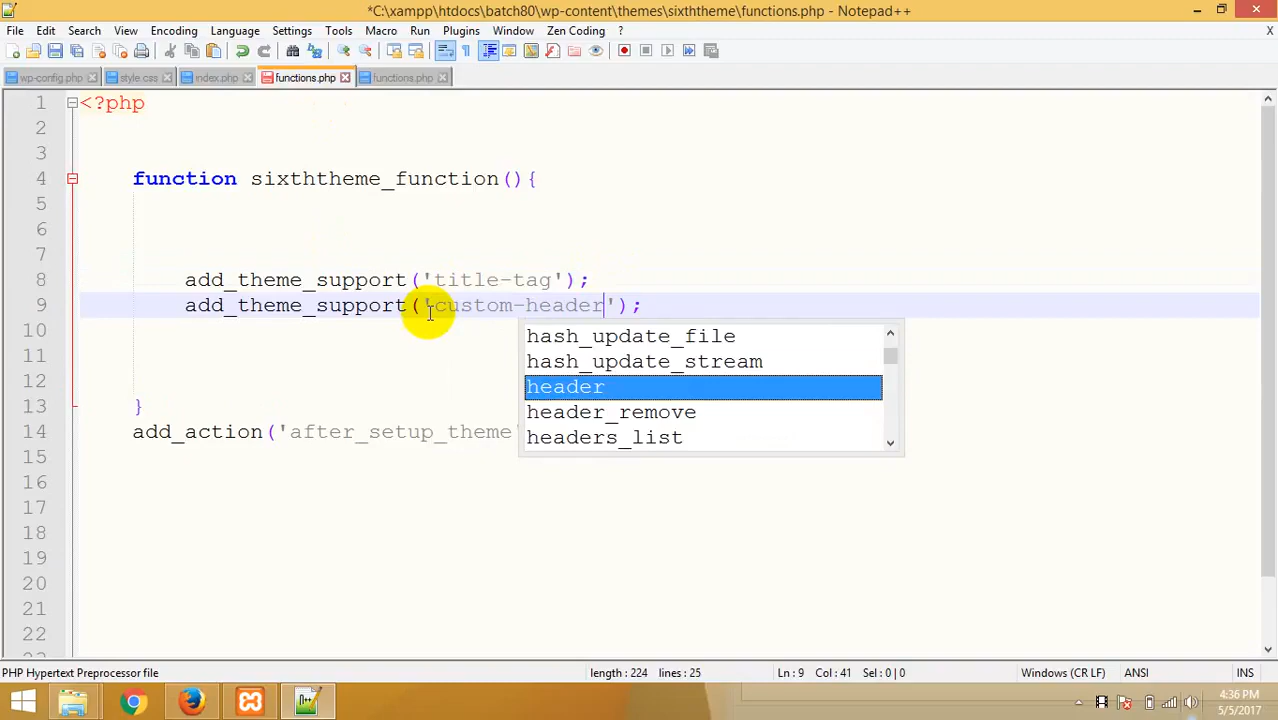 *C:\xampp\htdocs\batch80\wp-content\themes\sixththeme\functions.php - Notepad++
File Edit Search View Encoding Language Settings Tools Macro Run Plugins Window Zen Coding ?
X
wp-config.php style.css index.php functions.php functions.php
1 <?php
2
3
4 function sixththeme_function(){
5
6
7
8 add_theme_support('title-tag');
9 add_theme_support('custom-header');
10 hash_update_file
11 hash_update_stream
12 header
13 } header_remove
14 add_action('after_setup_theme' headers_list
15
16
17
18
19
20
21
22
PHP Hypertext Preprocessor file length : 224 lines : 25 Ln : 9 Col : 41 Sel : 0 | 0 Windows (CR LF) ANSI INS
4:36 PM
5/5/2017